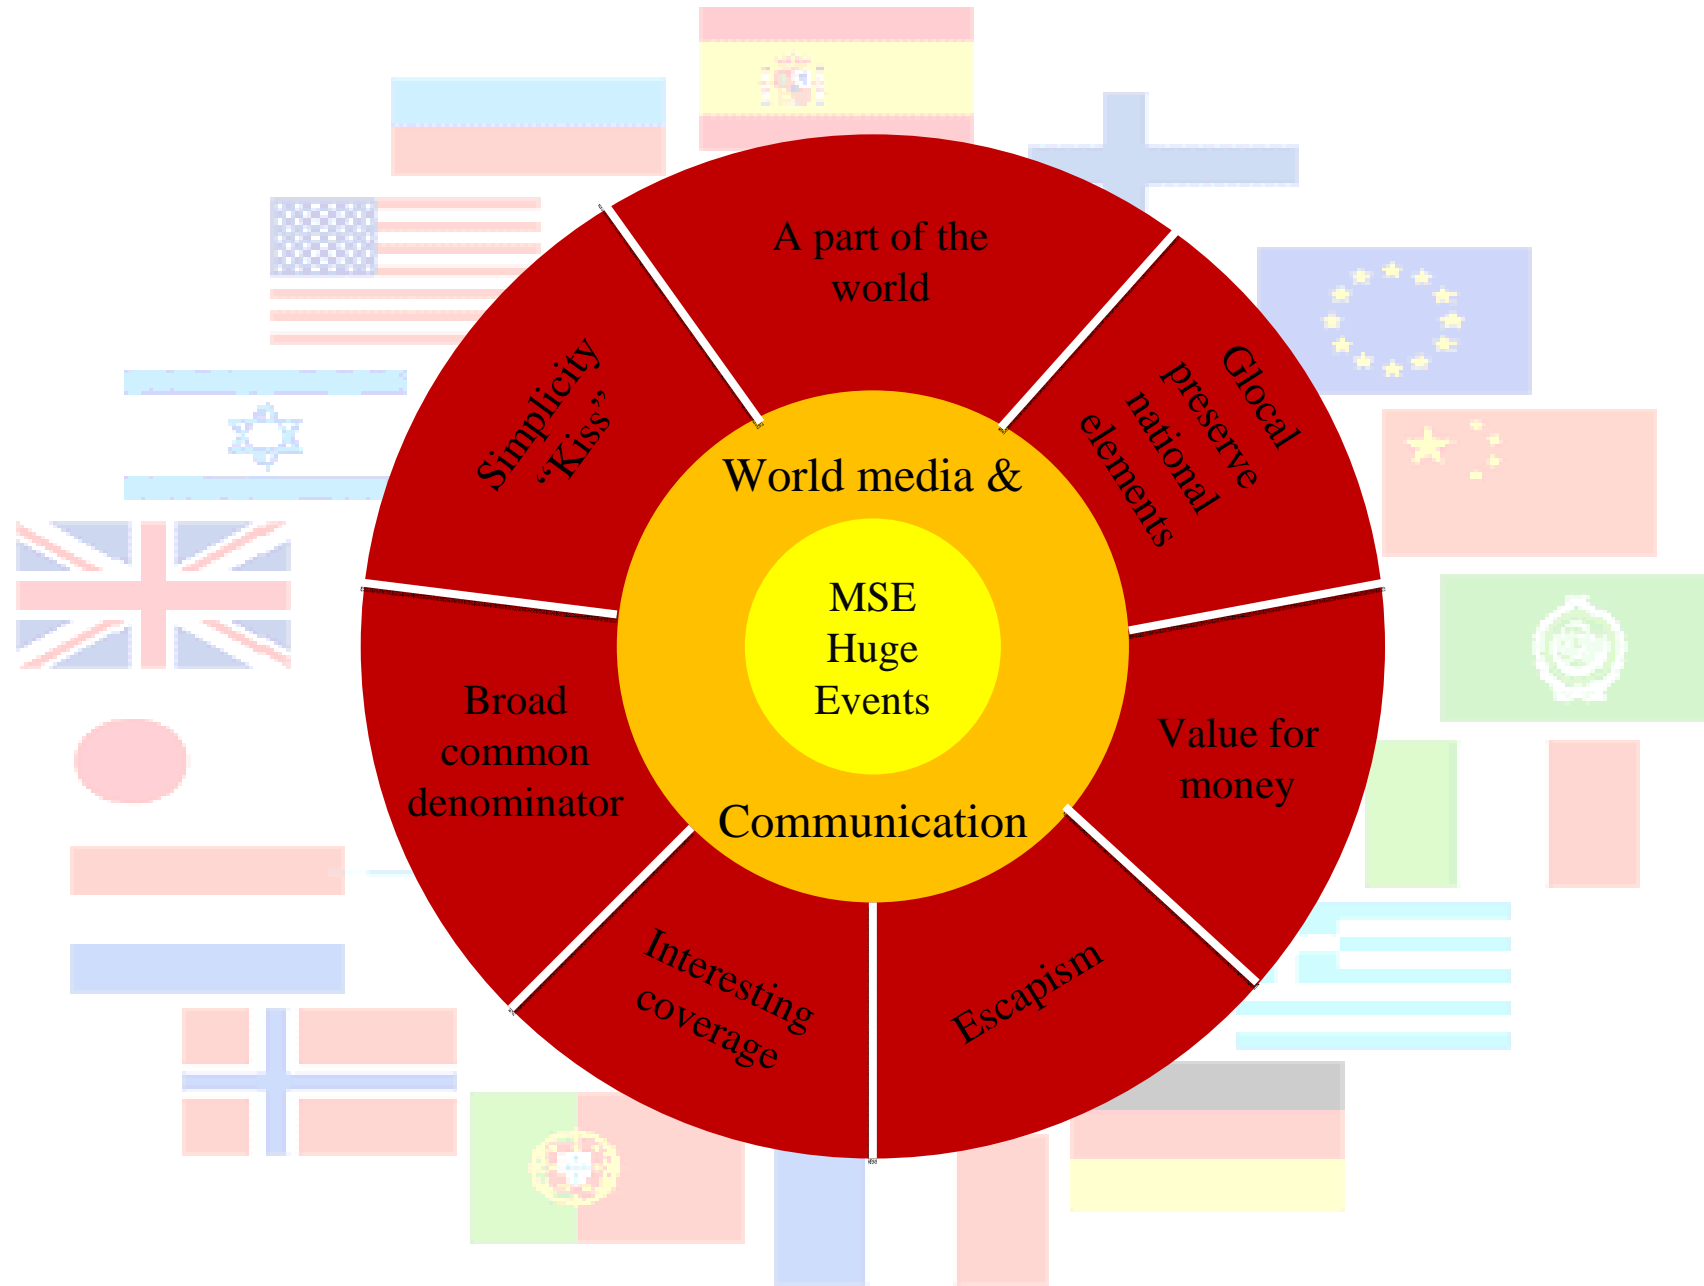 A part of the
world
Glocal
preserve
national
elements
Value for
money
Escapism
Interesting
coverage
Broad
common
denominator
Simplicity
“Kiss”
World media &
Communication
MSE
Huge
Events